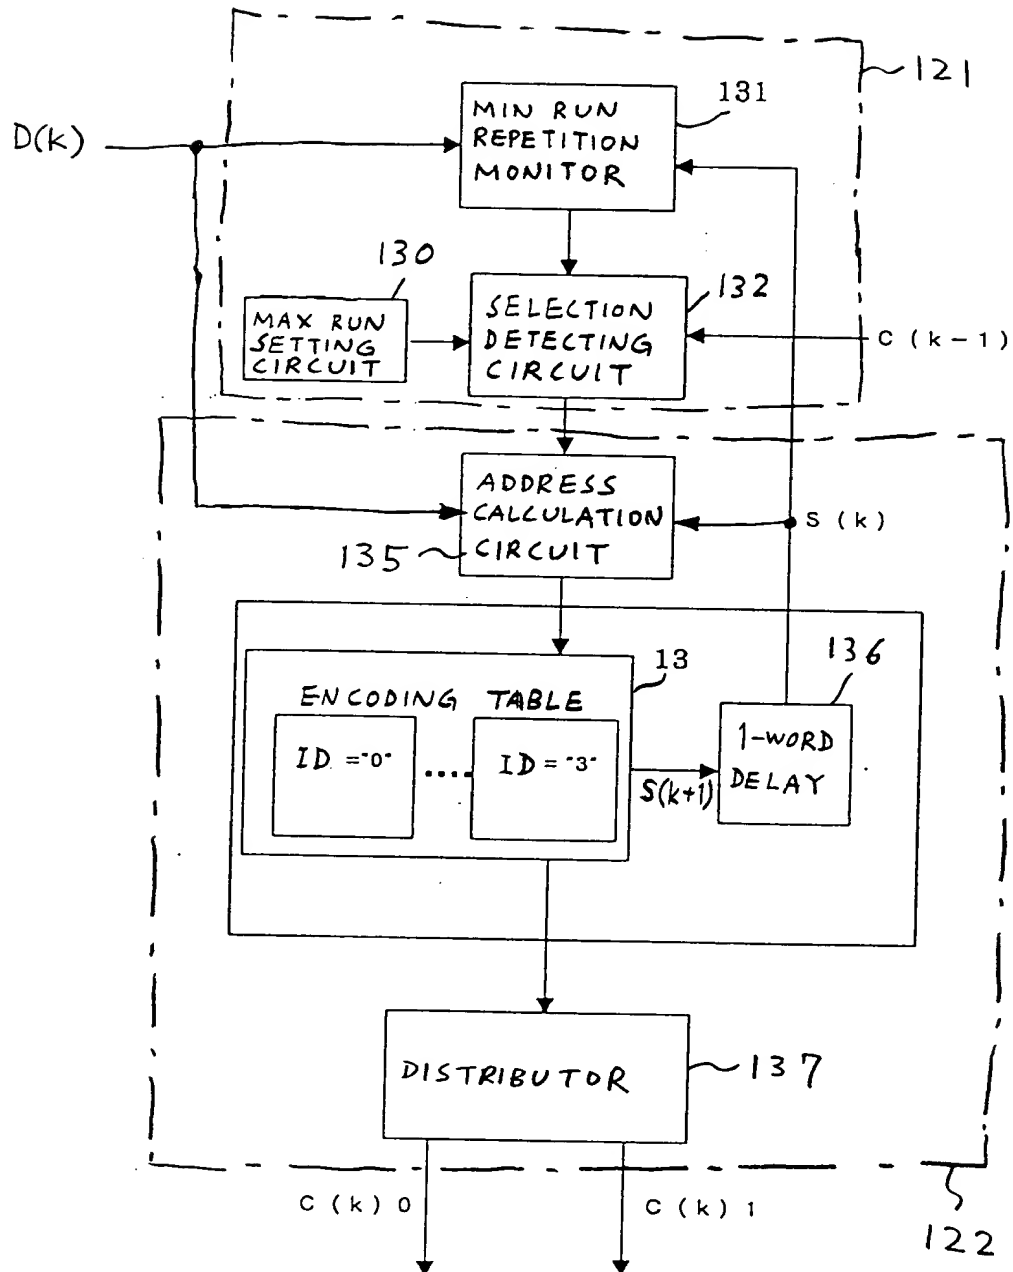 121
131
MIN RUN
REPETITION
MONITOR
D(k)
130
MAX RUN
SETTING
CIRCUIT
132
SELECTION
DETECTING
CIRCUIT
C (k-1)
ADDRESS
CALCULATION
CIRCUIT
135
S (k)
13
136
ENCODING TABLE
ID ="0"
....
ID = "3"
S(k+1)
1-WORD
DELAY
DISTRIBUTOR
137
C (k) 0
C (k) 1
122